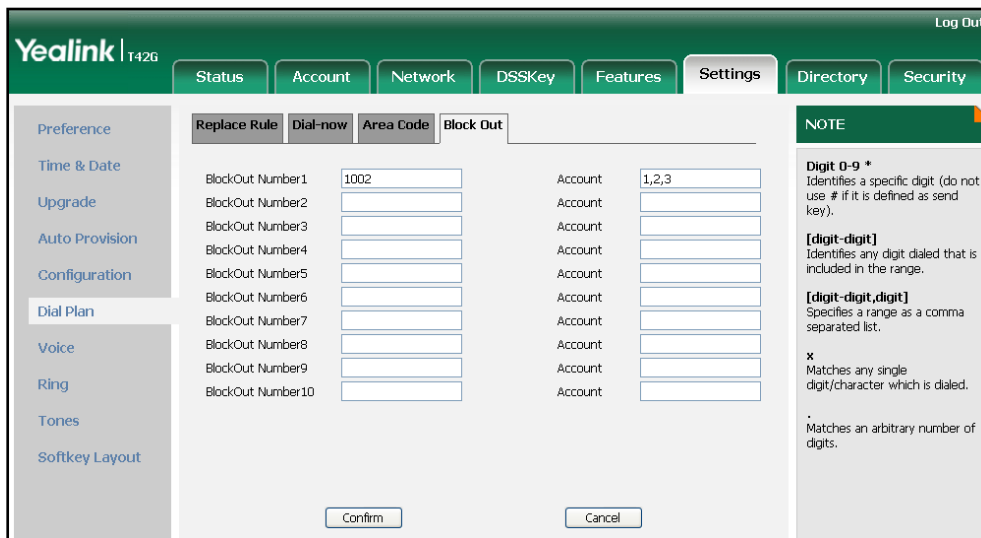 Log Out
Yealink | T42G
Status Account Network DSSKey Features Settings Directory Security
Preference
Time & Date
Upgrade
Auto Provision
Configuration
Dial Plan
Voice
Ring
Tones
Softkey Layout
Replace Rule Dial-now Area Code Block Out
BlockOut Number1 1002 Account 1,2,3
BlockOut Number2 Account
BlockOut Number3 Account
BlockOut Number4 Account
BlockOut Number5 Account
BlockOut Number6 Account
BlockOut Number7 Account
BlockOut Number8 Account
BlockOut Number9 Account
BlockOut Number10 Account
Confirm Cancel
NOTE
Digit 0-9 *
Identifies a specific digit (do not
use # if it is defined as send
key).
[digit-digit]
Identifies any digit dialed that is
included in the range.
[digit-digit,digit]
Specifies a range as a comma
separated list.
x
Matches any single
digit/character which is dialed.
.
Matches an arbitrary number of
digits.